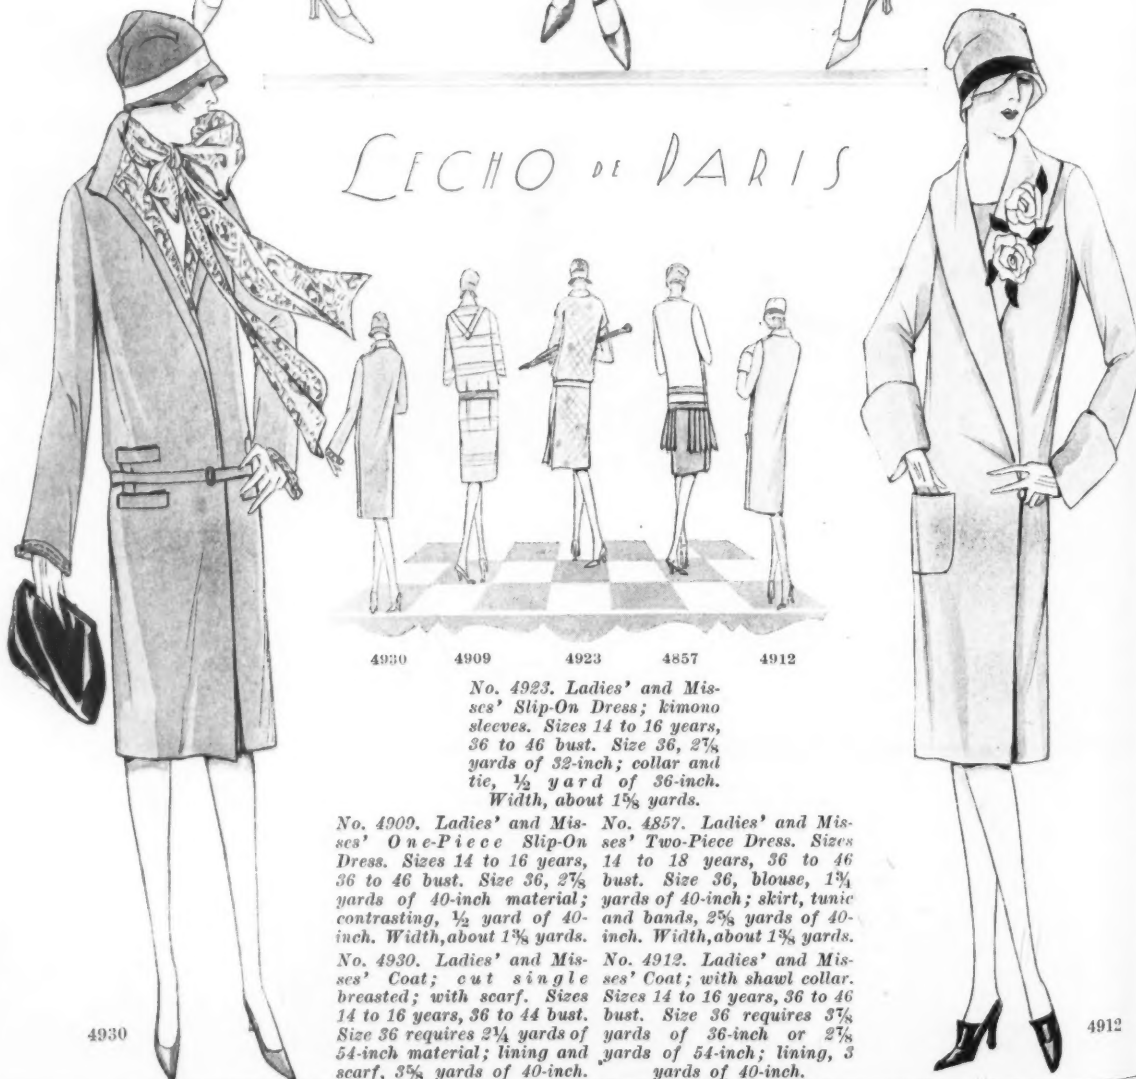 LECHO DE PARIS
4930 4909 4923 4857 4912
No. 4923. Ladies' and Mis-
ses' Slip-On Dress; kimono
sleeves. Sizes 14 to 16 years,
36 to 46 bust. Size 36, 2⅞
yards of 32-inch; collar and
tie, ½ yard of 36-inch.
Width, about 1⅝ yards.
No. 4909. Ladies' and Mis-
ses' One-Piece Slip-On
Dress. Sizes 14 to 16 years,
36 to 46 bust. Size 36, 2⅞
yards of 40-inch material;
contrasting, ½ yard of 40-
inch. Width, about 1⅜ yards.
No. 4930. Ladies' and Mis-
ses' Coat; cut single
breasted; with scarf. Sizes
14 to 16 years, 36 to 44 bust.
Size 36 requires 2¼ yards of
54-inch material; lining and
scarf, 3⅝ yards of 40-inch.
No. 4857. Ladies' and Mis-
ses' Two-Piece Dress. Sizes
14 to 18 years, 36 to 46
bust. Size 36, blouse, 1¾
yards of 40-inch; skirt, tunic
and bands, 2⅝ yards of 40-
inch. Width, about 1⅜ yards.
No. 4912. Ladies' and Mis-
ses' Coat; with shawl collar.
Sizes 14 to 16 years, 36 to 46
bust. Size 36 requires 3⅞
yards of 36-inch or 2⅞
yards of 54-inch; lining, 3
yards of 40-inch.
4930
4912